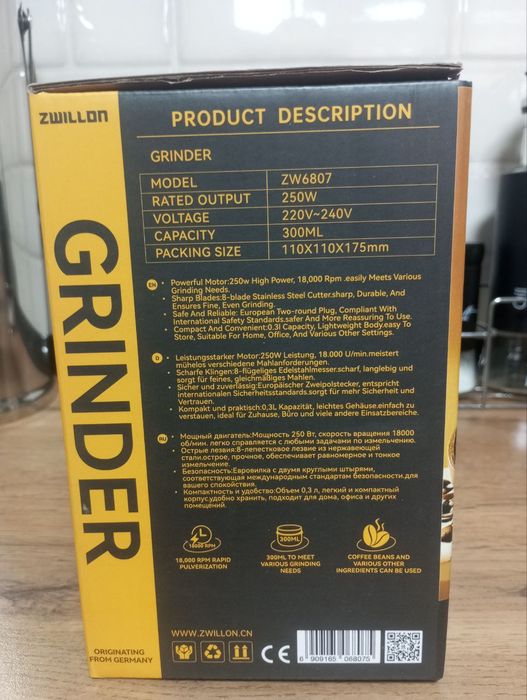 ZWILLON
PRODUCT DESCRIPTION
GRINDER
MODEL ZW6807
RATED OUTPUT 250W
VOLTAGE 220V~240V
CAPACITY 300ML
PACKING SIZE 110X110X175mm
GRINDER
EN
• Powerful Motor:250w High Power, 18,000 Rpm .easily Meets Various
Grinding Needs.
• Sharp Blades:8-blade Stainless Steel Cutter.sharp, Durable, And
Ensures Fine, Even Grinding.
• Safe And Reliable: European Two-round Plug, Compliant With
International Safety Standards.safer And More Reassuring To Use.
• Compact And Convenient:0.3l Capacity, Lightweight Body.easy To
Store, Suitable For Home, Office, And Various Other Settings.
D
• Leistungsstarker Motor:250W Leistung, 18.000 U/min.meistert
mühelos verschiedene Mahlanforderungen.
• Scharfe Klingen:8-flügeliges Edelstahlmesser.scharf, langlebig und
sorgt für feines, gleichmäßiges Mahlen.
• Sicher und zuverlässig:Europäischer Zweipolstecker, entspricht
internationalen Sicherheitsstandards.sorgt für mehr Sicherheit und
Vertrauen.
• Kompakt und praktisch:0,3L Kapazität, leichtes Gehäuse.einfach zu
verstauen, ideal für Zuhause, Büro und viele andere Einsatzbereiche.
RU
• Мощный двигатель:Мощность 250 Вт, скорость вращения 18000
об/мин. легко справляется с любыми задачами по измельчению.
• Острые лезвия:8-лепестковое лезвие из нержавеющей
стали.острое, прочное, обеспечивает равномерное и тонкое
измельчение.
• Безопасность:Евровилка с двумя круглыми штырями,
соответствующая международным стандартам безопасности.для
вашего спокойствия.
• Компактность и удобство:Объем 0,3 л, легкий и компактный
корпус.удобно хранить, подходит для дома, офиса и других
помещений.
18000 RPM
18,000 RPM RAPID
PULVERIZATION
300ML
300ML TO MEET
VARIOUS GRINDING
NEEDS
COFFEE BEANS AND
VARIOUS OTHER
INGREDIENTS CAN BE USED
ORIGINATING
FROM GERMANY
WWW.ZWILLON.CN
CE
6 909165 068075